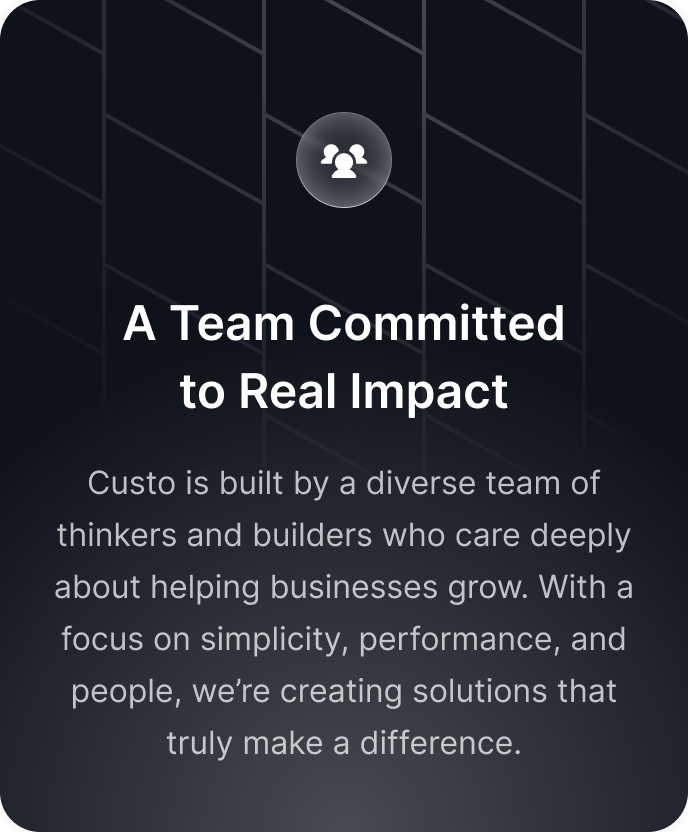 A Team Committed
to Real Impact
Custo is built by a diverse team of
thinkers and builders who care deeply
about helping businesses grow. With a
focus on simplicity, performance, and
people, we’re creating solutions that
truly make a difference.